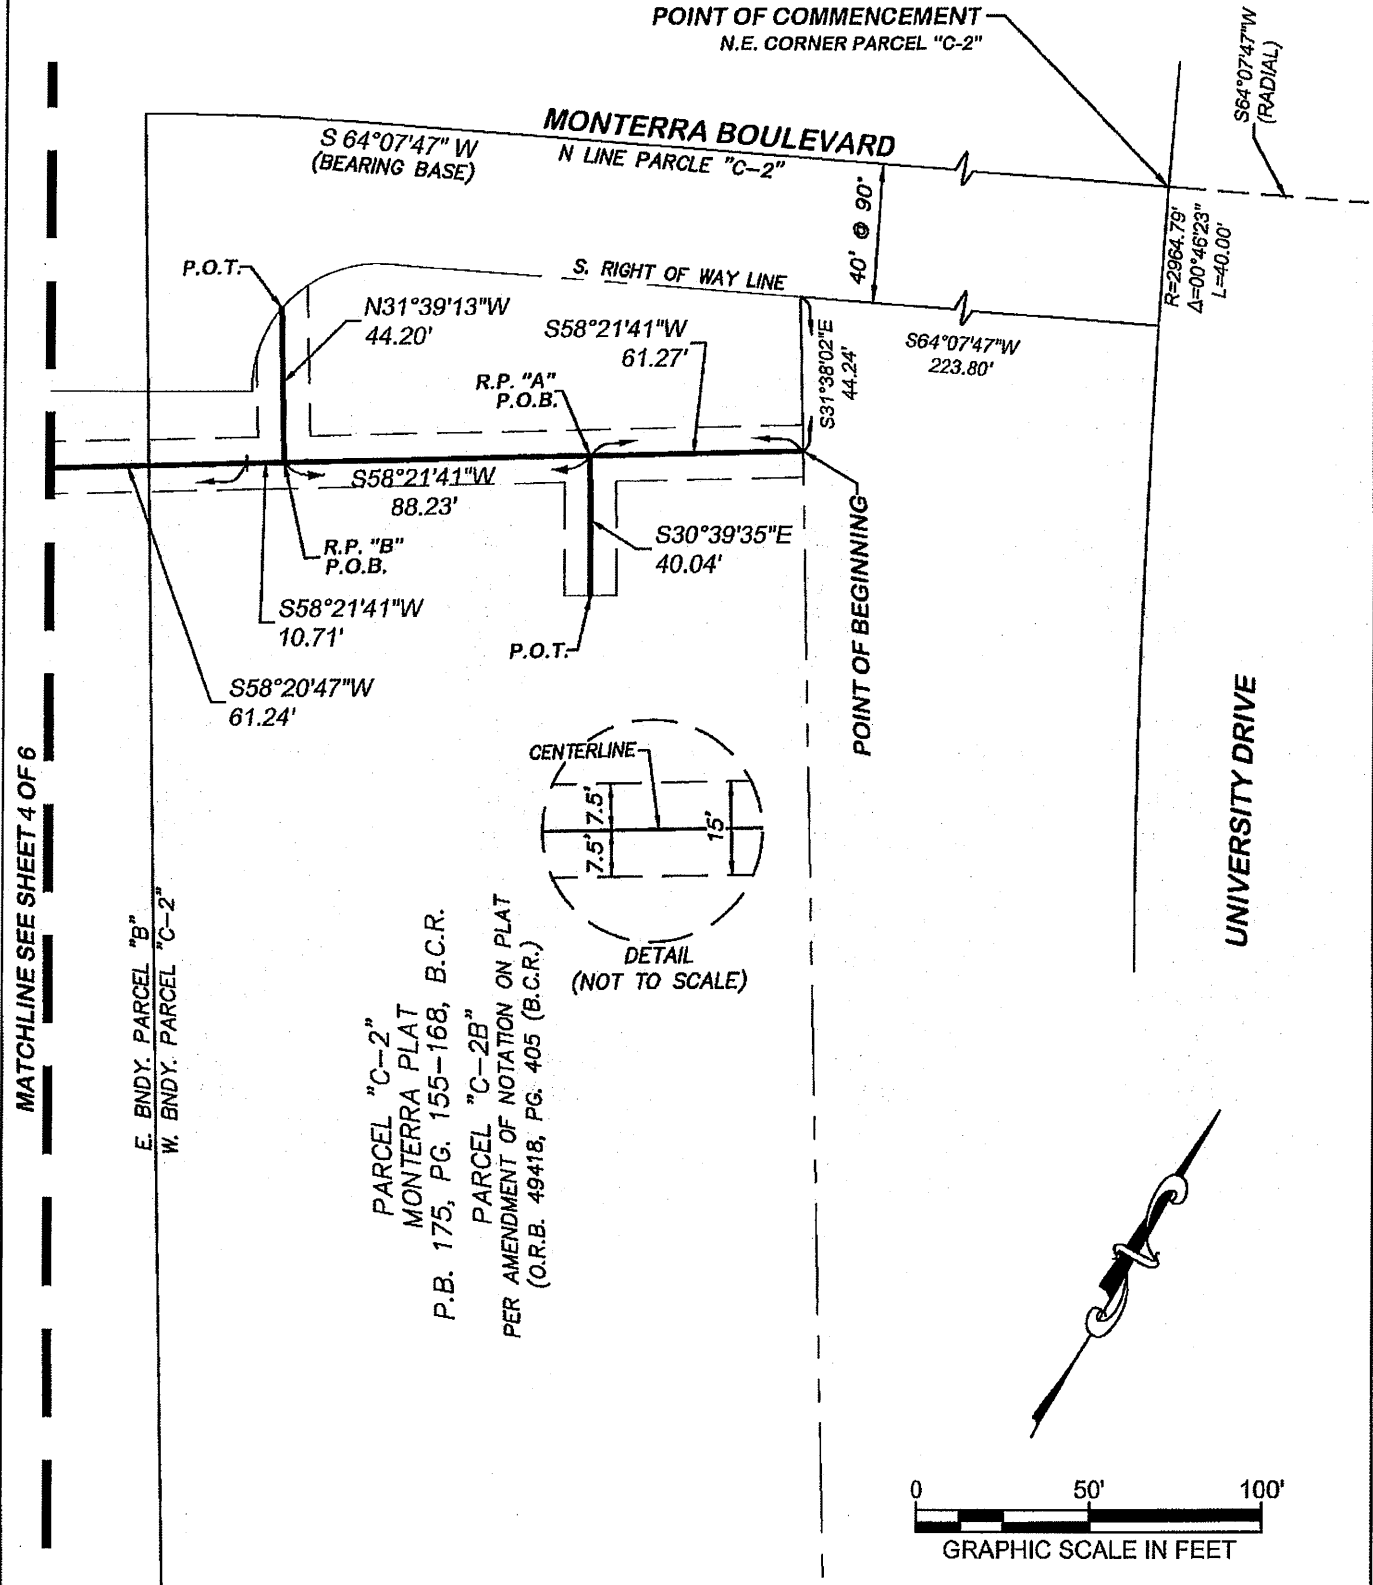 POINT OF COMMENCEMENT
N.E. CORNER PARCEL "C-2"
S64°07'47"W
(RADIAL)
MONTERRA BOULEVARD
S 64°07'47" W
(BEARING BASE)
N LINE PARCLE "C-2"
40' @ 90°
R=2964.79'
Δ=00°46'23"
L=40.00'
P.O.T.
S. RIGHT OF WAY LINE
N31°39'13"W
44.20'
S58°21'41"W
61.27'
S31°38'02"E
44.24'
S64°07'47"W
223.80'
R.P. "A"
P.O.B.
S58°21'41"W
88.23'
R.P. "B"
P.O.B.
S30°39'35"E
40.04'
S58°21'41"W
10.71'
P.O.T.
S58°20'47"W
61.24'
POINT OF BEGINNING
UNIVERSITY DRIVE
MATCHLINE SEE SHEET 4 OF 6
CENTERLINE
7.5'
7.5'
15'
DETAIL
(NOT TO SCALE)
E. BNDY. PARCEL "B"
W. BNDY. PARCEL "C-2"
PARCEL "C-2"
MONTERRA PLAT
P.B. 175, PG. 155-168, B.C.R.
PARCEL "C-2B"
PER AMENDMENT OF NOTATION ON PLAT
(O.R.B. 49418, PG. 405 (B.C.R.)
0 50' 100'
GRAPHIC SCALE IN FEET